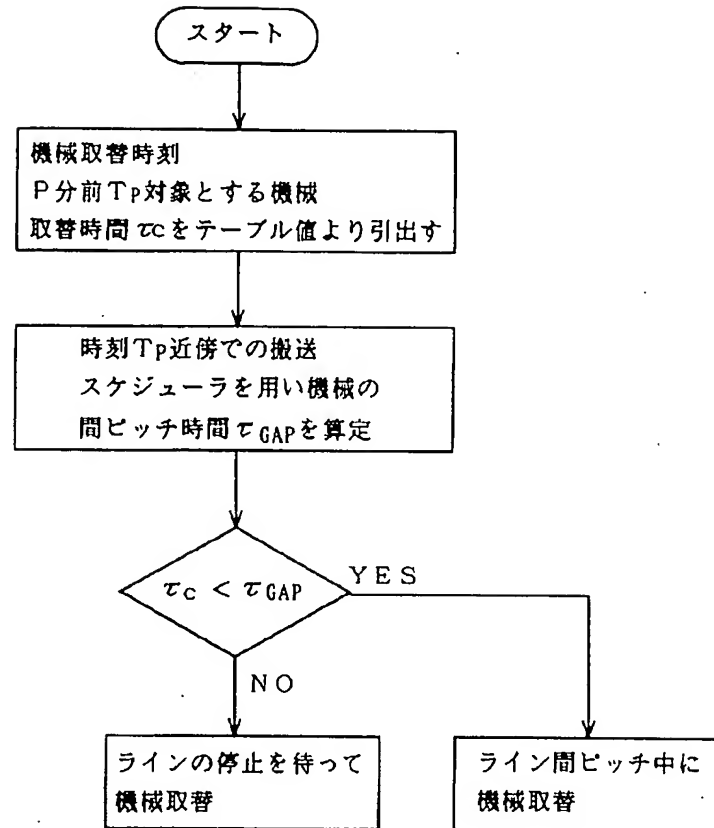 スタート
機械取替時刻
P分前Tp対象とする機械
取替時間τcをテーブル値より引出す
時刻Tp近傍での搬送
スケジューラを用い機械の
間ピッチ時間τGAPを算定
τc < τGAP
YES
NO
ラインの停止を待って
機械取替
ライン間ピッチ中に
機械取替